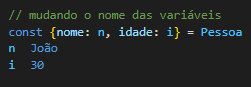 // mudando o nome das variáveis
const {nome: n, idade: i} = Pessoa
n João
i 30